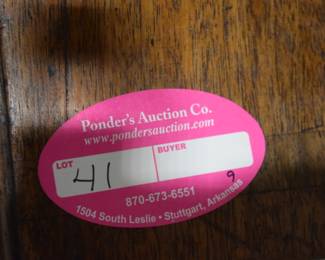 Ponder's Auction Co.
www.pondersauction.com
LOT BUYER
41
9
870-673-6551
1504 South Leslie • Stuttgart, Arkansas